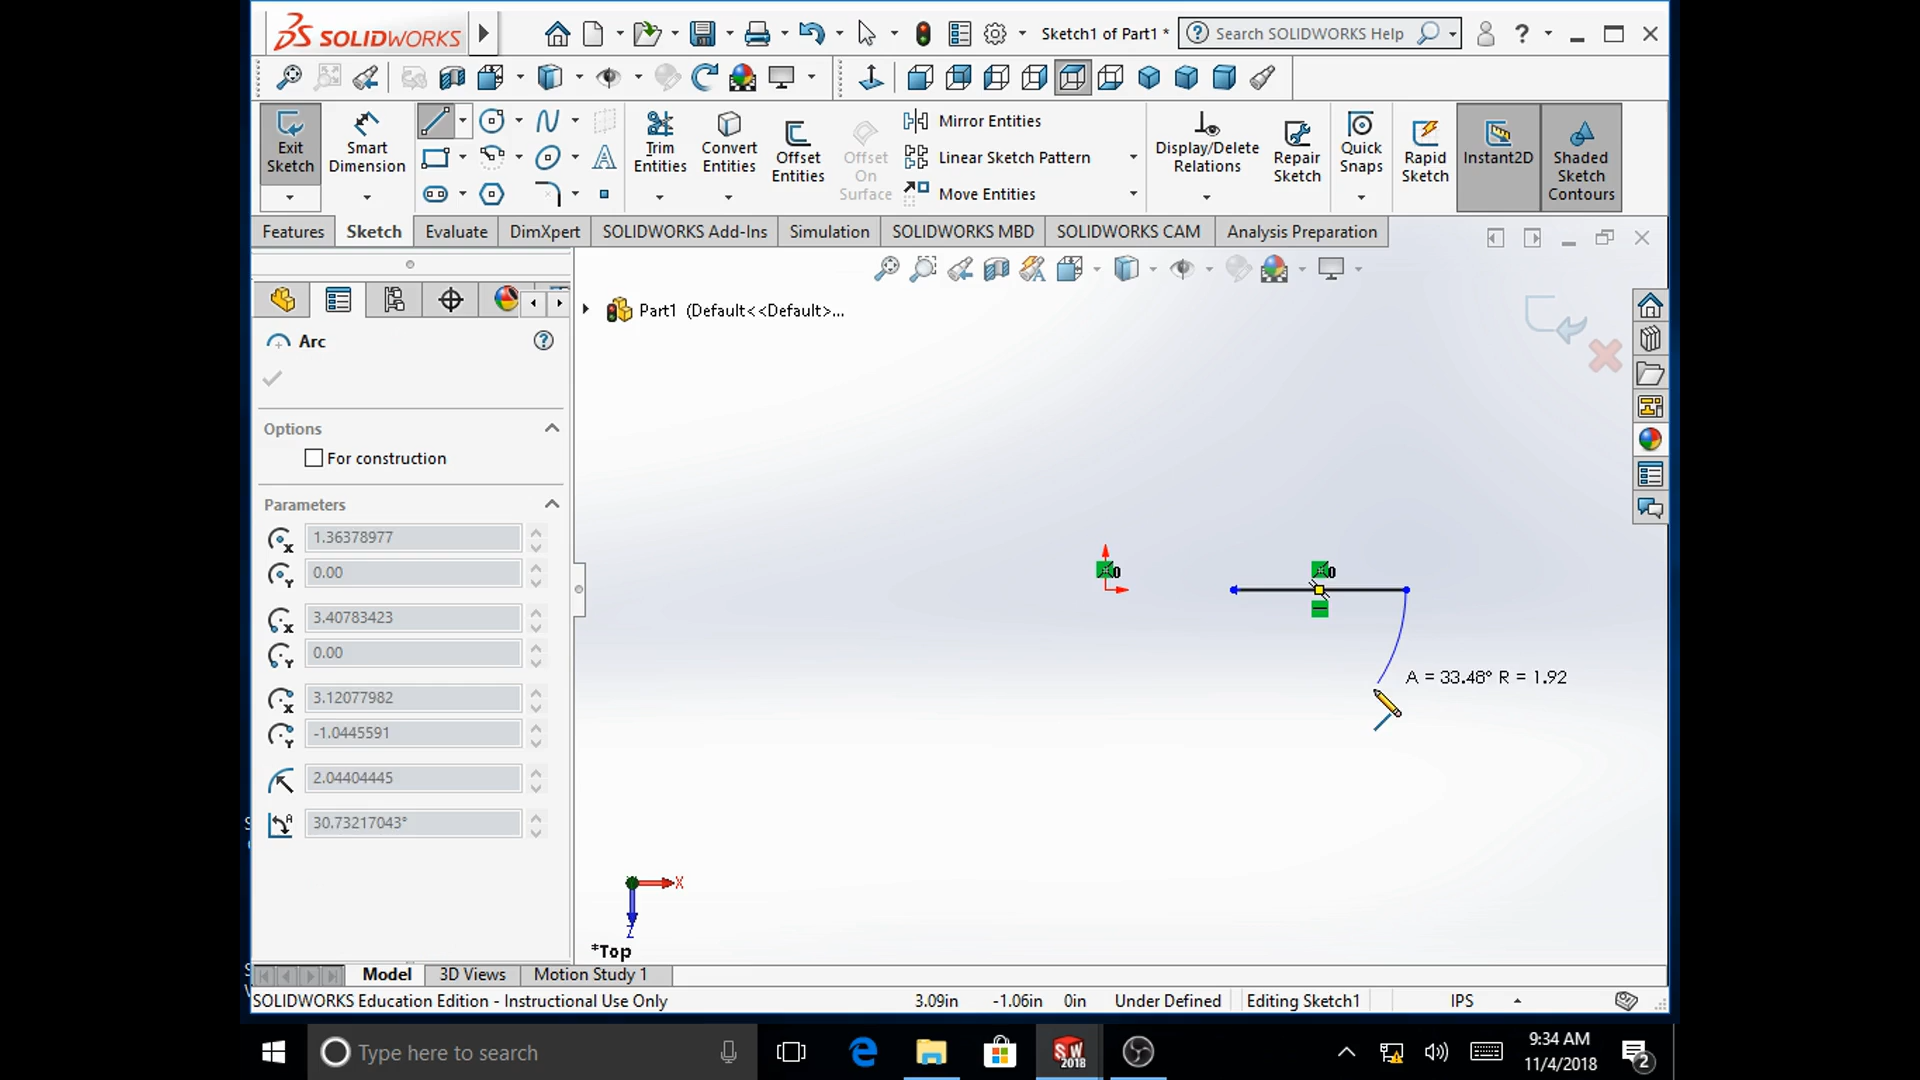 SOLIDWORKS
Sketch1 of Part1 *
Search SOLIDWORKS Help
?
Exit Sketch
Smart Dimension
Trim Entities
Convert Entities
Offset Entities
Offset On Surface
Mirror Entities
Linear Sketch Pattern
Move Entities
Display/Delete Relations
Repair Sketch
Quick Snaps
Rapid Sketch
Instant2D
Shaded Sketch Contours
Features
Sketch
Evaluate
DimXpert
SOLIDWORKS Add-Ins
Simulation
SOLIDWORKS MBD
SOLIDWORKS CAM
Analysis Preparation
Part1 (Default<<Default>...
Arc
?
Options
For construction
Parameters
1.36378977
0.00
3.40783423
0.00
3.12077982
-1.0445591
2.04404445
30.73217043°
0
0
A = 33.48° R = 1.92
X
Z
*Top
Model
3D Views
Motion Study 1
SOLIDWORKS Education Edition - Instructional Use Only
3.09in
-1.06in
0in
Under Defined
Editing Sketch1
IPS
Type here to search
SW
2018
9:34 AM
11/4/2018
2